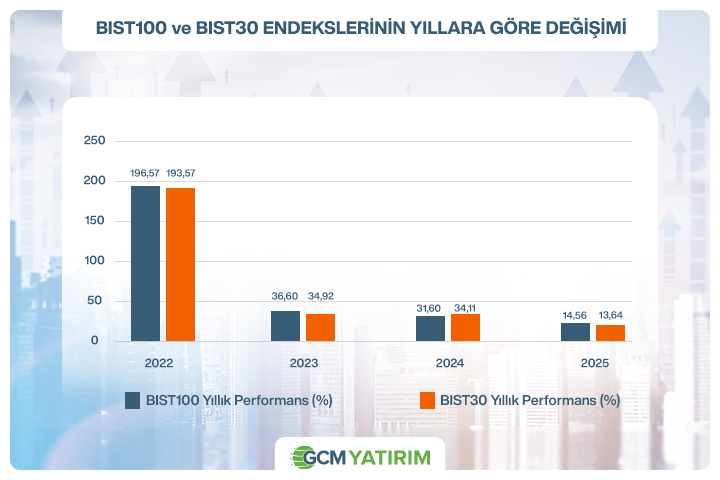 BIST100 ve BIST30 ENDEKSLERİNİN YILLARA GÖRE DEĞİŞİMİ
250
200
150
100
50
0
196,57 193,57
36,60 34,92
31,60 34,11
14,56 13,64
2022 2023 2024 2025
BIST100 Yıllık Performans (%) BIST30 Yıllık Performans (%)
GCM YATIRIM